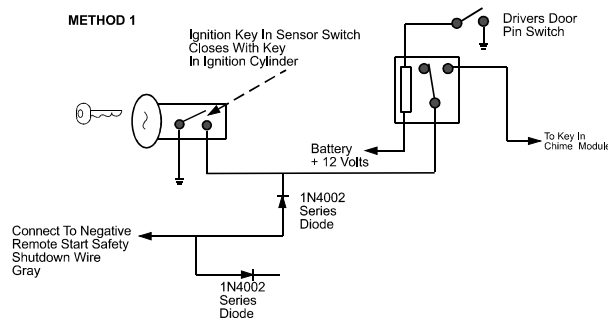 METHOD 1
Ignition Key In Sensor Switch
Closes With Key
In Ignition Cylinder
Drivers Door
Pin Switch
To Key In
Chime Module
Battery
+ 12 Volts
1N4002
Series
Diode
Connect To Negative
Remote Start Safety
Shutdown Wire
Gray
1N4002
Series
Diode